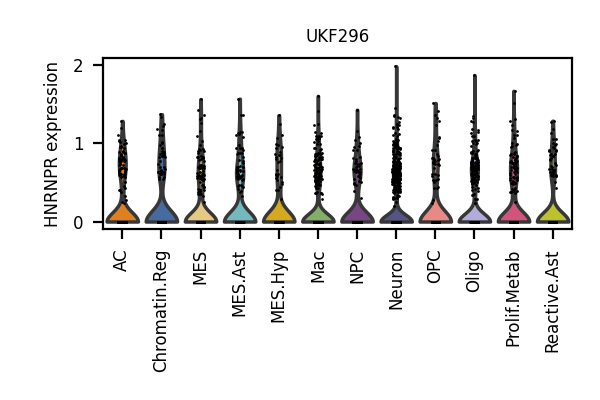 UKF296
HNRNPR expression
2
1
0
AC
Chromatin.Reg
MES
MES.Ast
MES.Hyp
Mac
NPC
Neuron
OPC
Oligo
Prolif.Metab
Reactive.Ast